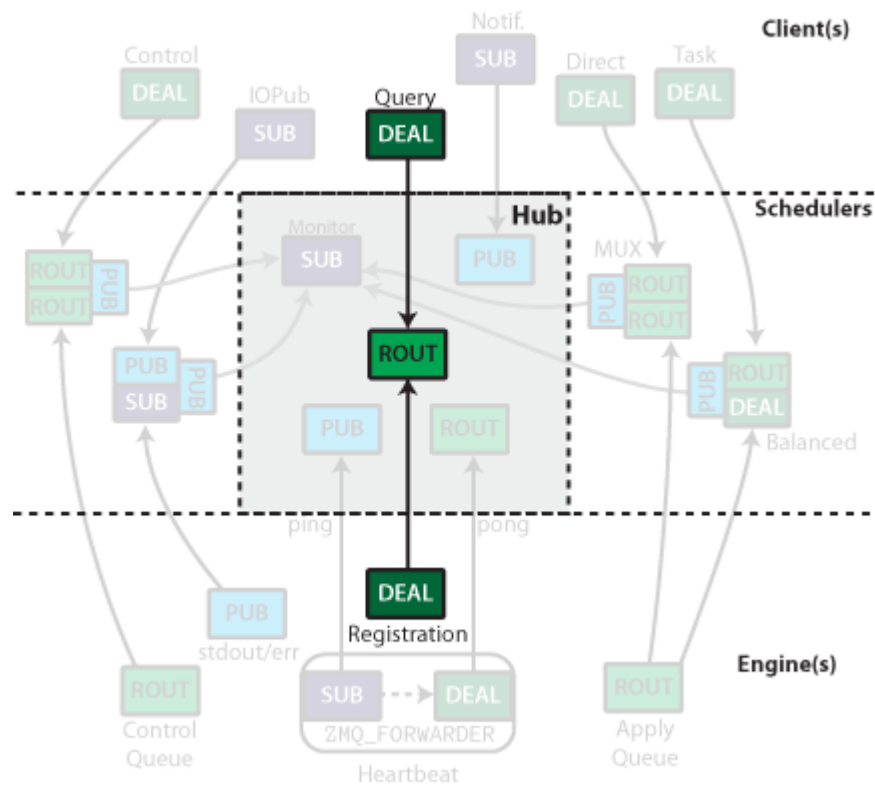 Client(s)
Notif.
SUB
Control
DEAL
IOPub
SUB
Query
DEAL
Direct
DEAL
Task
DEAL
Schedulers
Hub
Monitor
SUB
PUB
MUX
ROUT
ROUT
PUB
PUB
ROUT
ROUT
ROUT
PUB
SUB
PUB
PUB
ROUT
DEAL
Balanced
PUB
ROUT
ping
pong
DEAL
Registration
PUB
stdout/err
Engine(s)
ROUT
Control
Queue
SUB
DEAL
ZMQ_FORWARDER
Heartbeat
ROUT
Apply
Queue